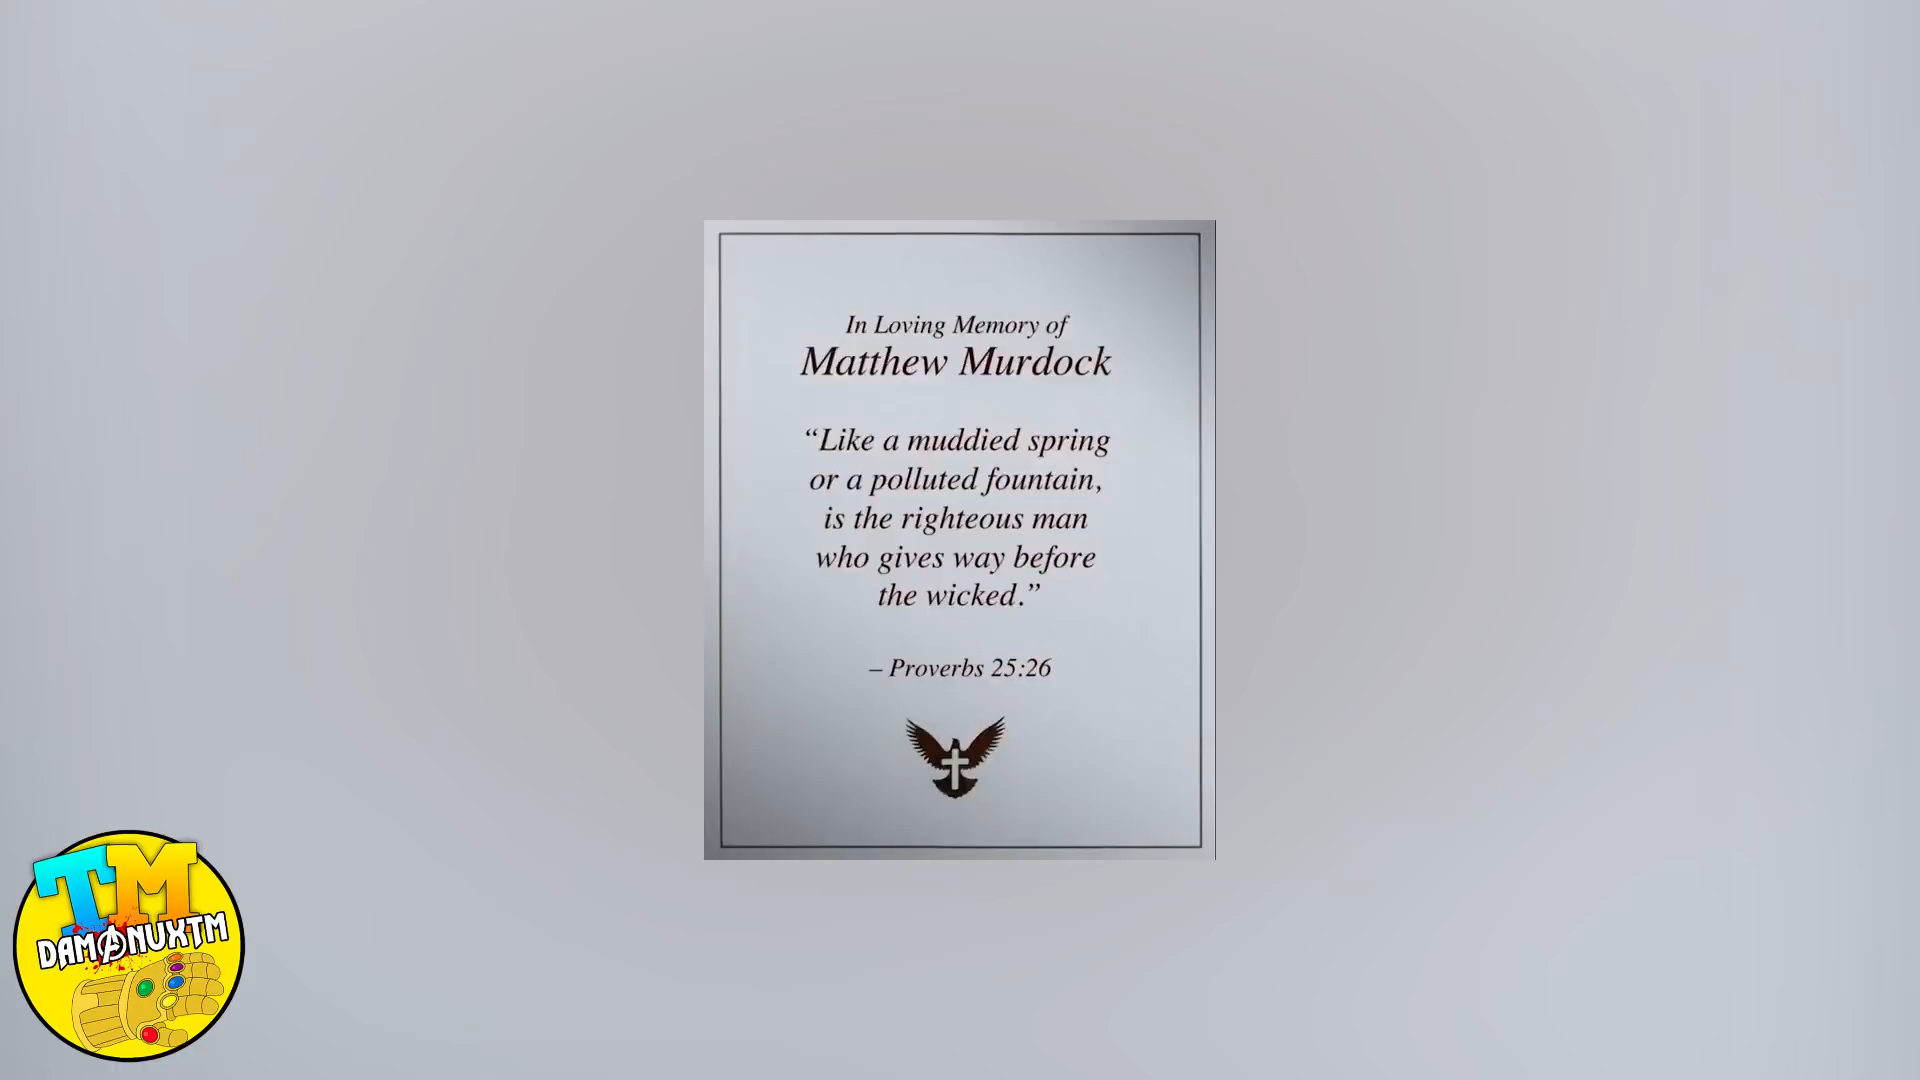 In Loving Memory of
Matthew Murdock
“Like a muddied spring
or a polluted fountain,
is the righteous man
who gives way before
the wicked.”
– Proverbs 25:26
TM
DAMANUXTM